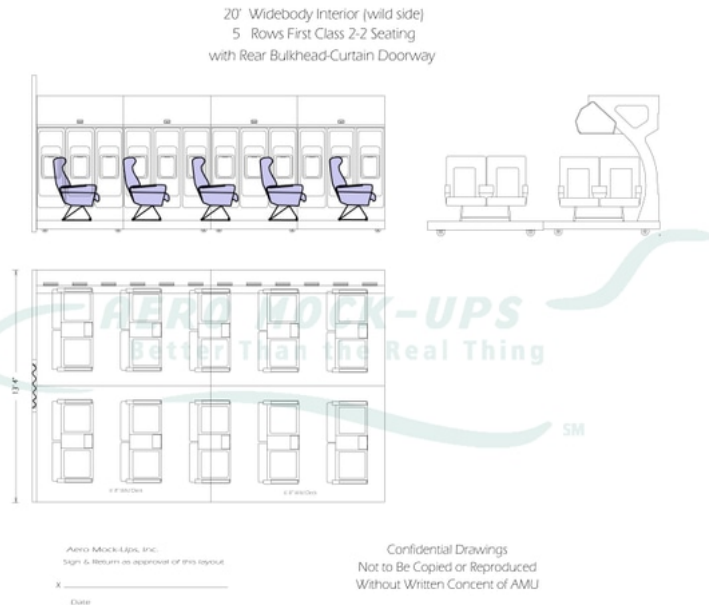 20' Widebody Interior (wild side)
5 Rows First Class 2-2 Seating
with Rear Bulkhead-Curtain Doorway
AERO MOCK-UPS
Better Than the Real Thing
SM
13'4"
Aero Mock-Ups, Inc.
Sign & Return as approval of this layout
x
Date
Confidential Drawings
Not to Be Copied or Reproduced
Without Written Concent of AMU